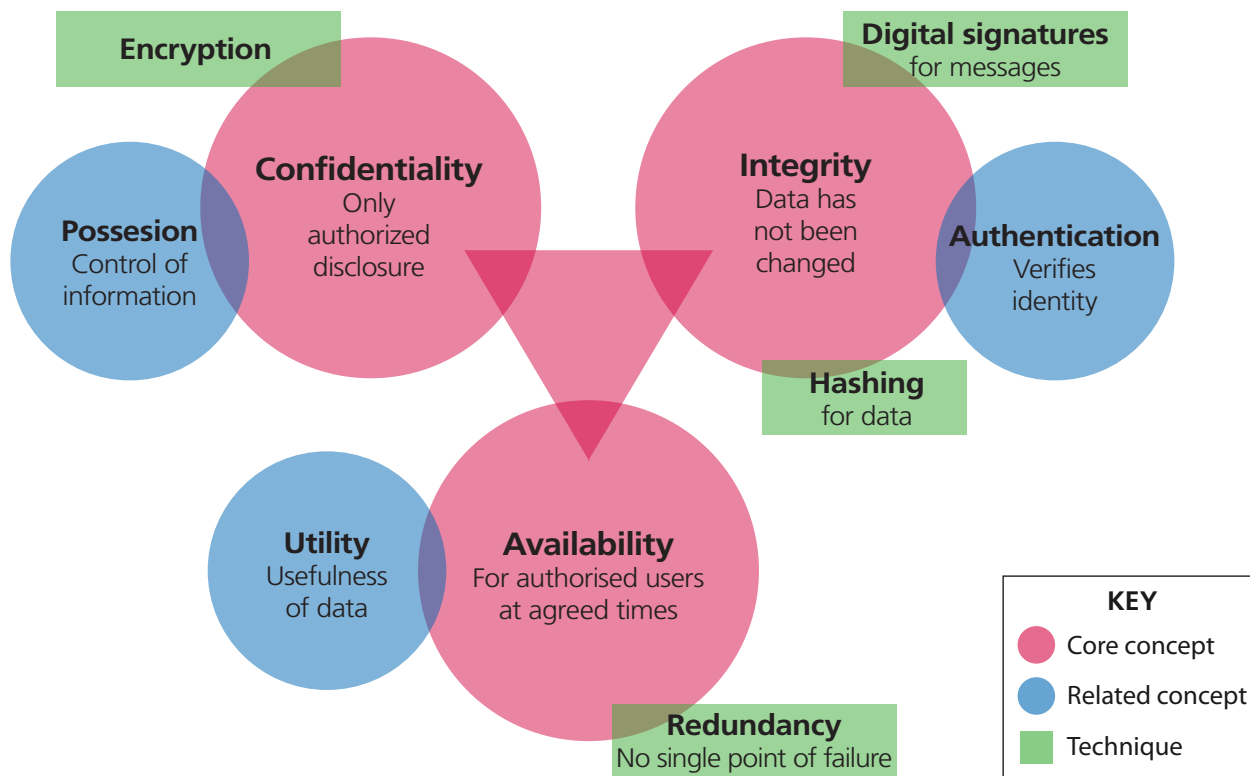 Encryption
Digital signatures
for messages
Confidentiality
Only
authorized
disclosure
Integrity
Data has
not been
changed
Possesion
Control of
information
Authentication
Verifies
identity
Hashing
for data
Utility
Usefulness
of data
Availability
For authorised users
at agreed times
Redundancy
No single point of failure
KEY
Core concept
Related concept
Technique